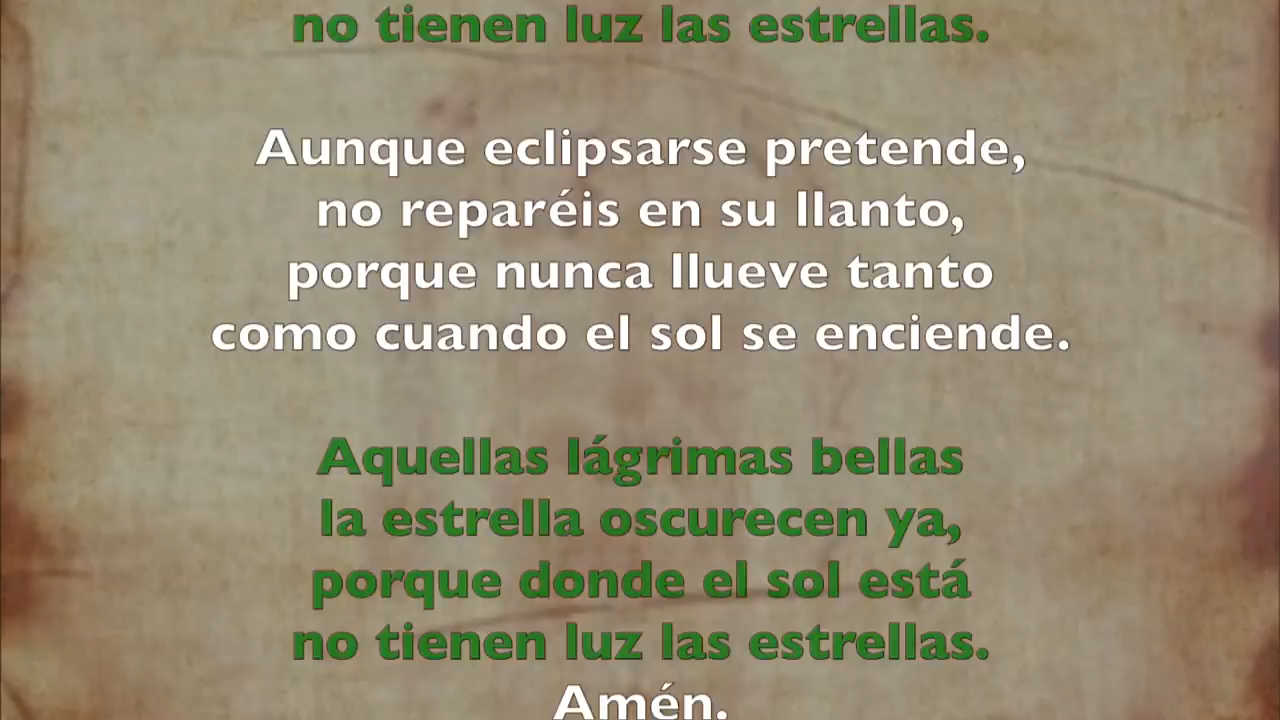 no tienen luz las estrellas.
Aunque eclipsarse pretende,
no reparéis en su llanto,
porque nunca llueve tanto
como cuando el sol se enciende.
Aquellas lágrimas bellas
la estrella oscurecen ya,
porque donde el sol está
no tienen luz las estrellas.
Amén.